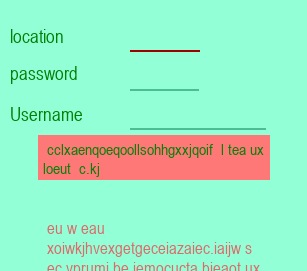 location
password
Username
cclxaenqoeqoollsohhgxxjqoif l tea ux
loeut c.kj
eu w eau
xoiwkjhvexgetgeceiazaiec.iaijw s
ec vprumi be iemocucta bieaot ux